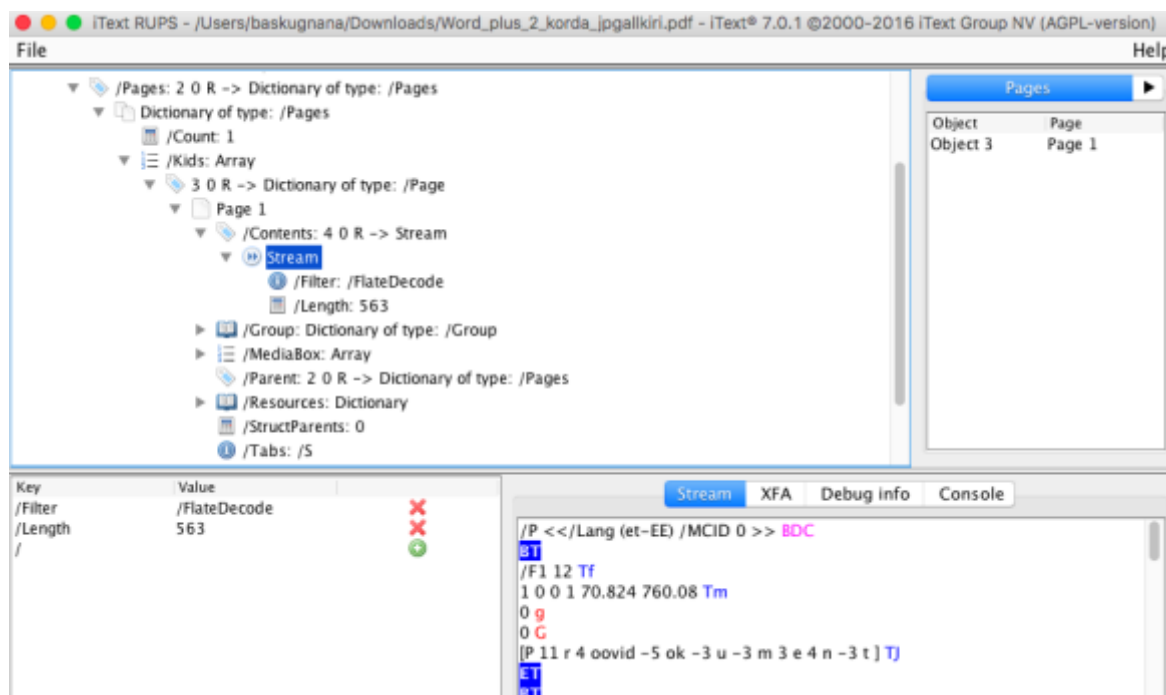 iText RUPS - /Users/baskugnana/Downloads/Word_plus_2_korda_jpgallkiri.pdf - iText® 7.0.1 ©2000-2016 iText Group NV (AGPL-version)
File Help
/Pages: 2 0 R -> Dictionary of type: /Pages
Dictionary of type: /Pages
/Count: 1
/Kids: Array
3 0 R -> Dictionary of type: /Page
Page 1
/Contents: 4 0 R -> Stream
Stream
/Filter: /FlateDecode
/Length: 563
/Group: Dictionary of type: /Group
/MediaBox: Array
/Parent: 2 0 R -> Dictionary of type: /Pages
/Resources: Dictionary
/StructParents: 0
/Tabs: /S
Pages
Object Page
Object 3 Page 1
Key Value
/Filter /FlateDecode
/Length 563
/
Stream XFA Debug info Console
/P <</Lang (et-EE) /MCID 0 >> BDC
BT
/F1 12 Tf
1 0 0 1 70.824 760.08 Tm
0 g
0 G
[P 11 r 4 oovid -5 ok -3 u -3 m 3 e 4 n -3 t ] TJ
ET
BT